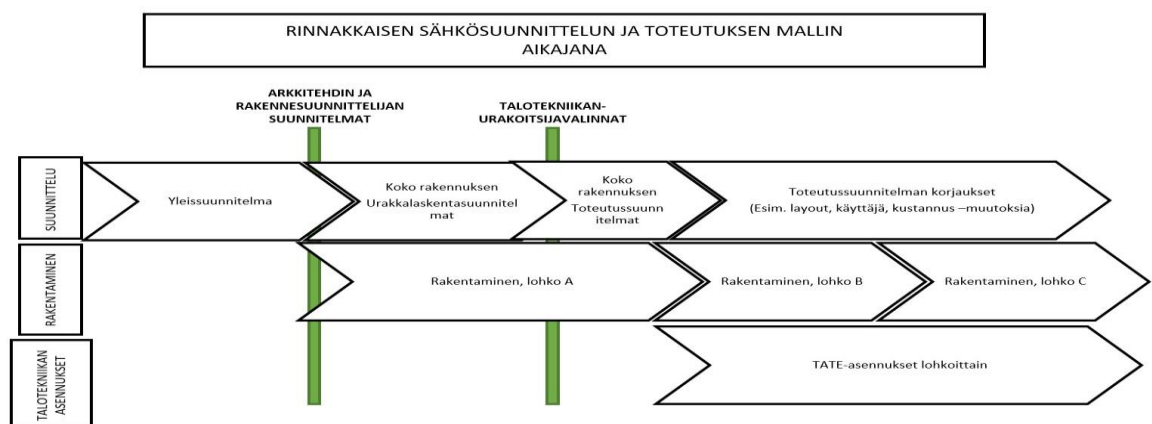 RINNAKKAISEN SÄHKÖSUUNNITTELUN JA TOTEUTUKSEN MALLIN
AIKAJANA
ARKKITEHDIN JA
RAKENNESUUNNITTELIJAN
SUUNNITELMAT
TALOTEKNIIKAN-
URAKOITSIJAVALINNAT
SUUNNITTELU
Yleissuunnitelma
Koko rakennuksen
Urakkalaskentasuunnitel
mat
Koko
rakennuksen
Toteutussuunn
itelmat
Toteutussuunnitelman korjaukset
(Esim. layout, käyttäjä, kustannus –muutoksia)
RAKENTAMINEN
Rakentaminen, lohko A
Rakentaminen, lohko B
Rakentaminen, lohko C
TALOTEKNIIKAN
ASENNUKSET
TATE-asennukset lohkoittain